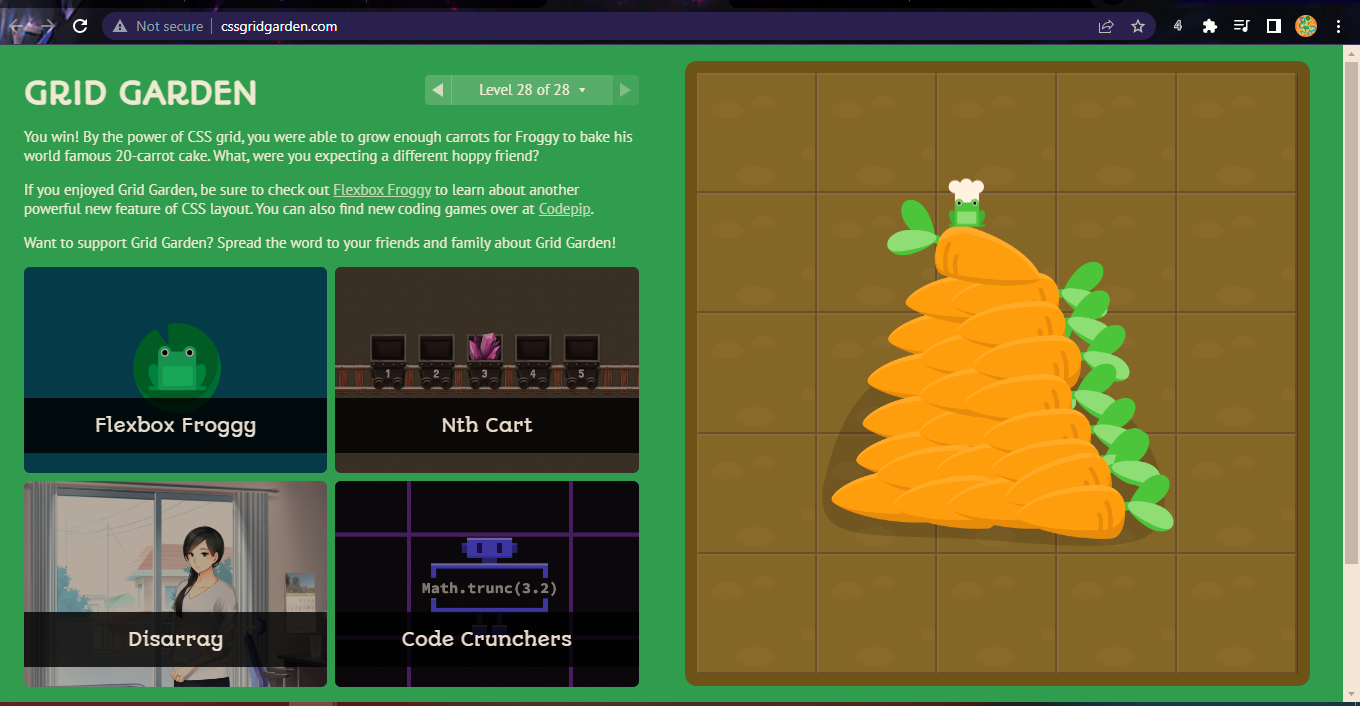 Not secure
cssgridgarden.com
GRID GARDEN
Level 28 of 28
You win! By the power of CSS grid, you were able to grow enough carrots for Froggy to bake his
world famous 20-carrot cake. What, were you expecting a different hoppy friend?
If you enjoyed Grid Garden, be sure to check out Flexbox Froggy to learn about another
powerful new feature of CSS layout. You can also find new coding games over at Codepip.
Want to support Grid Garden? Spread the word to your friends and family about Grid Garden!
1 2 3 4 5
Flexbox Froggy
Nth Cart
Math.trunc(3.2)
Disarray
Code Crunchers